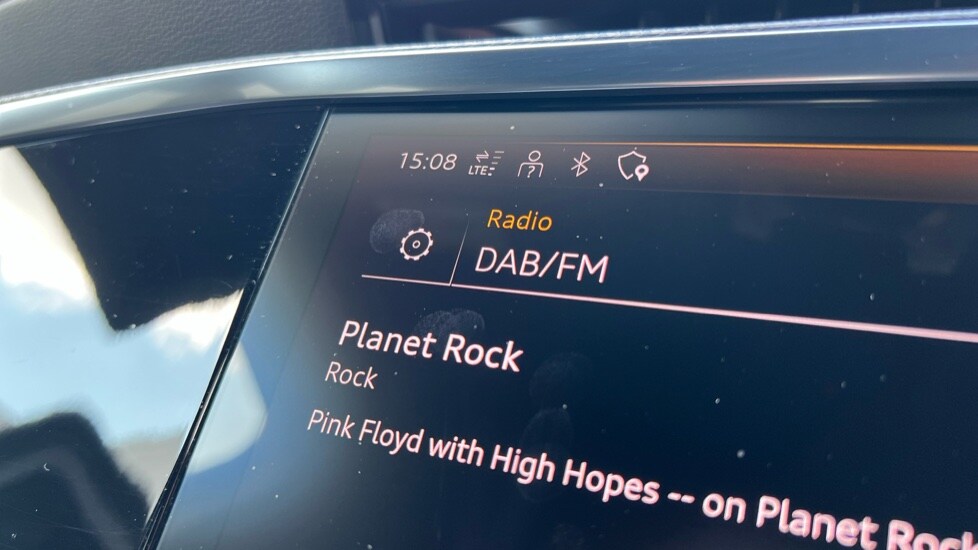 15:08 LTE ?
Radio
DAB/FM
Planet Rock
Rock
Pink Floyd with High Hopes -- on Planet Rock